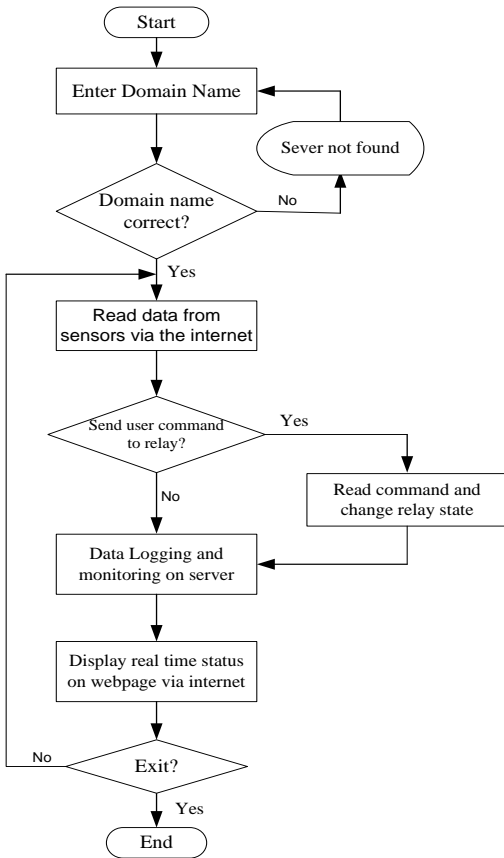 Start
Enter Domain Name
Sever not found
Domain name
correct?
No
Yes
Read data from
sensors via the internet
Send user command
to relay?
Yes
No
Read command and
change relay state
Data Logging and
monitoring on server
Display real time status
on webpage via internet
No
Exit?
Yes
End